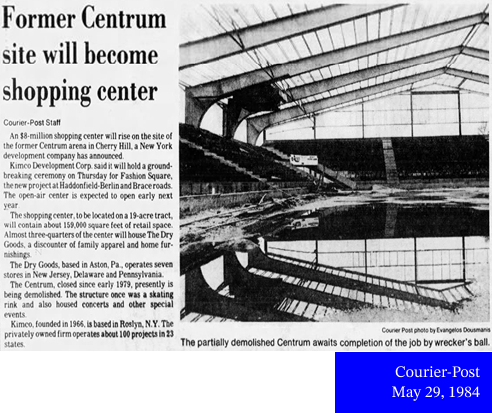 Former Centrum
site will become
shopping center
Courier-Post Staff
An $8-million shopping center will rise on the site of
the former Centrum arena in Cherry Hill, a New York
development company has announced.
Kimco Development Corp. said it will hold a ground-
breaking ceremony on Thursday for Fashion Square,
the new project at Haddonfield-Berlin and Brace roads.
The open-air center is expected to open early next
year.
The shopping center, to be located on a 19-acre tract,
will contain about 159,000 square feet of retail space.
Almost three-quarters of the center will house The Dry
Goods, a discounter of family apparel and home fur-
nishings.
The Dry Goods, based in Aston, Pa., operates seven
stores in New Jersey, Delaware and Pennsylvania.
The Centrum, closed since early 1979, presently is
being demolished. The structure once was a skating
rink and also housed concerts and other special
events.
Kimco, founded in 1966, is based in Roslyn, N.Y. The
privately owned firm operates about 100 projects in 23
states.
Courier Post photo by Evangelos Dousmanis
The partially demolished Centrum awaits completion of the job by wrecker's ball.
Courier-Post
May 29, 1984